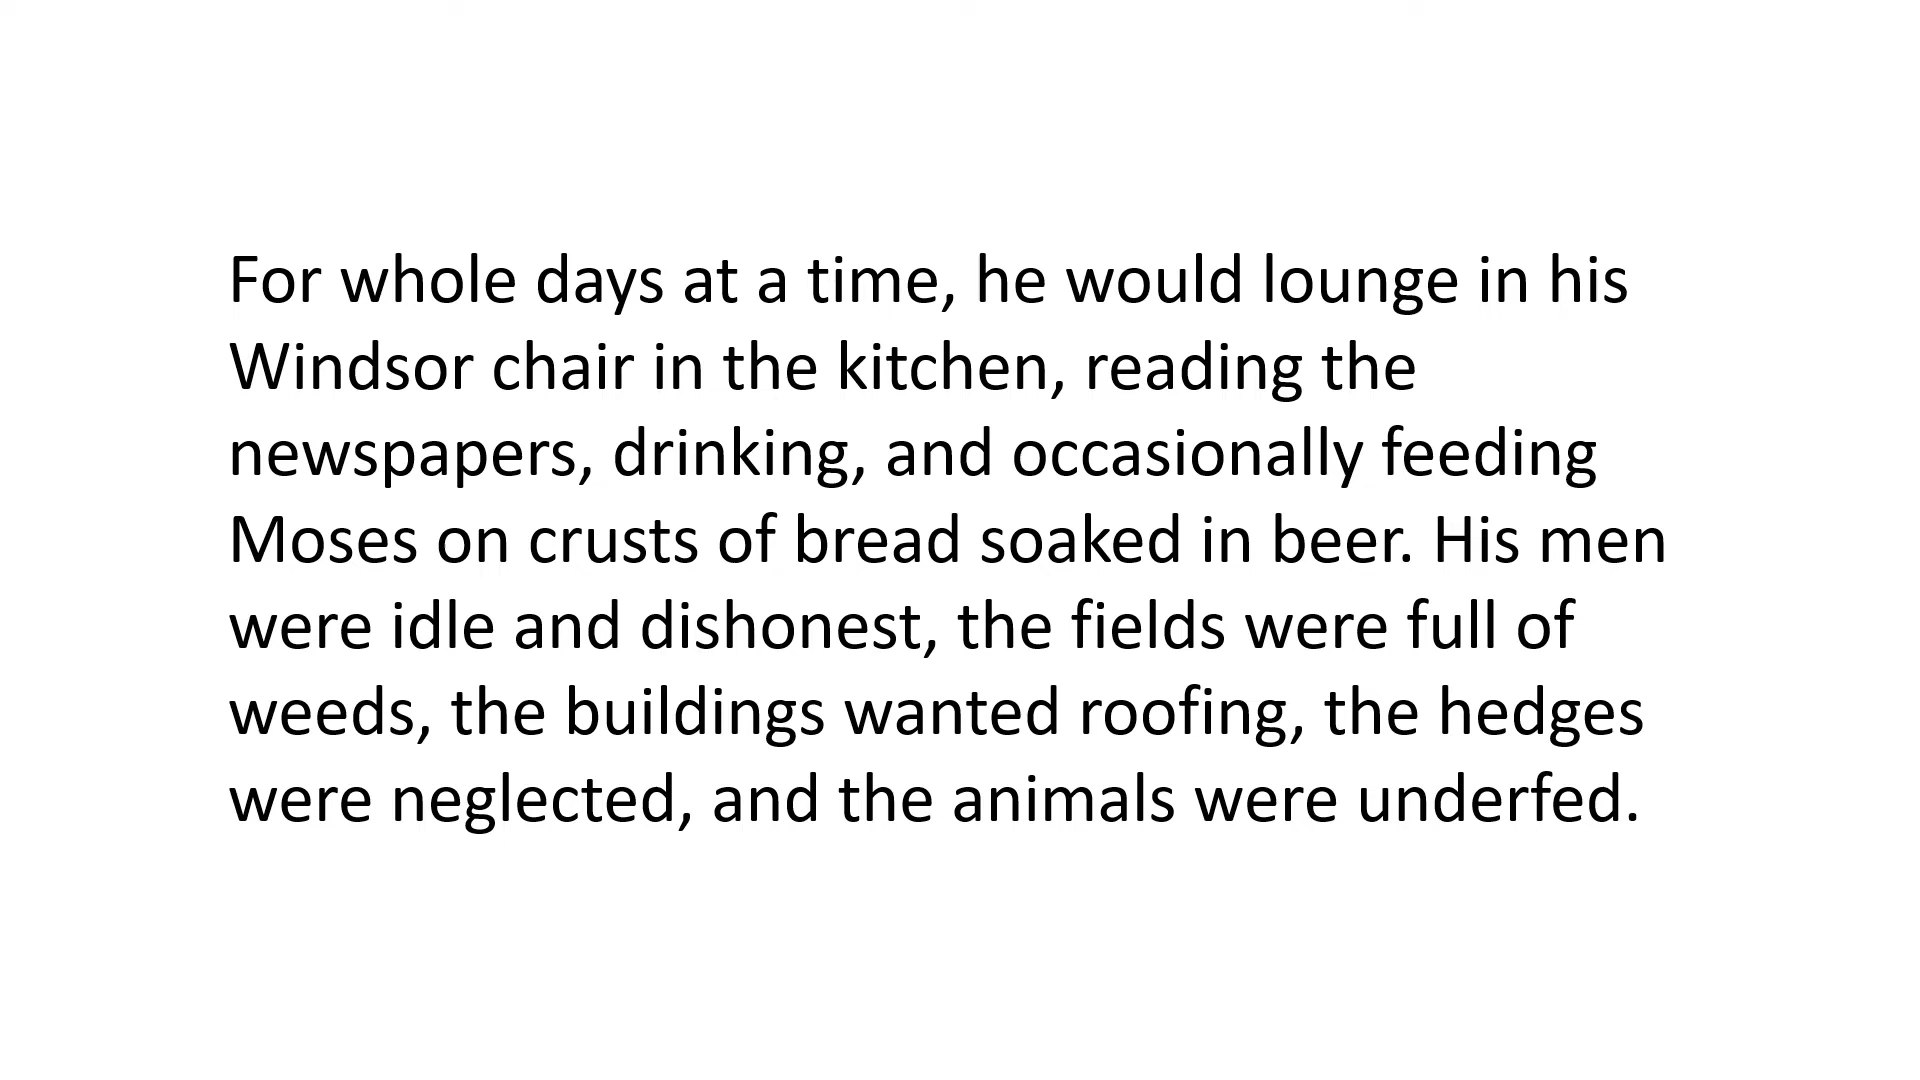 For whole days at a time, he would lounge in his
Windsor chair in the kitchen, reading the
newspapers, drinking, and occasionally feeding
Moses on crusts of bread soaked in beer. His men
were idle and dishonest, the fields were full of
weeds, the buildings wanted roofing, the hedges
were neglected, and the animals were underfed.